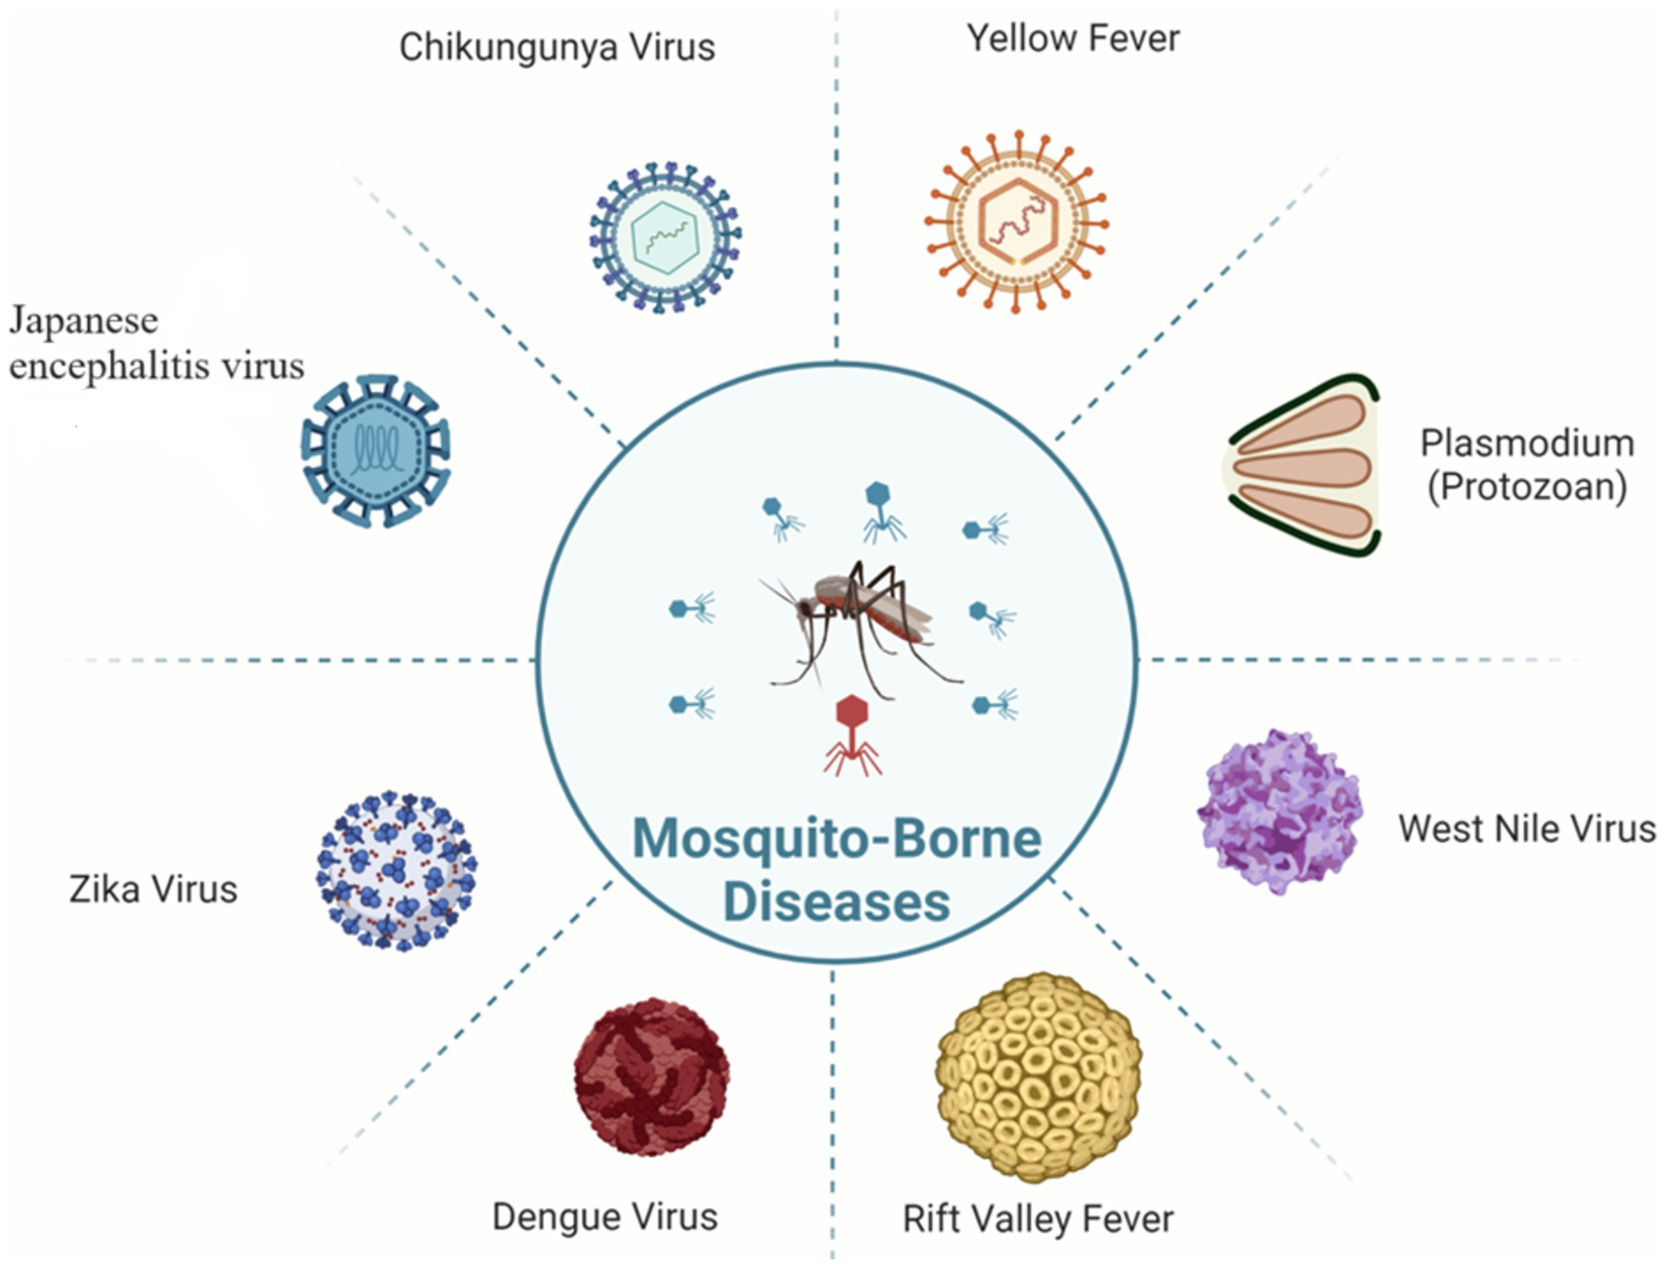 Chikungunya Virus
Yellow Fever
Japanese
encephalitis virus
Plasmodium
(Protozoan)
West Nile Virus
Zika Virus
Mosquito-Borne
Diseases
Dengue Virus
Rift Valley Fever